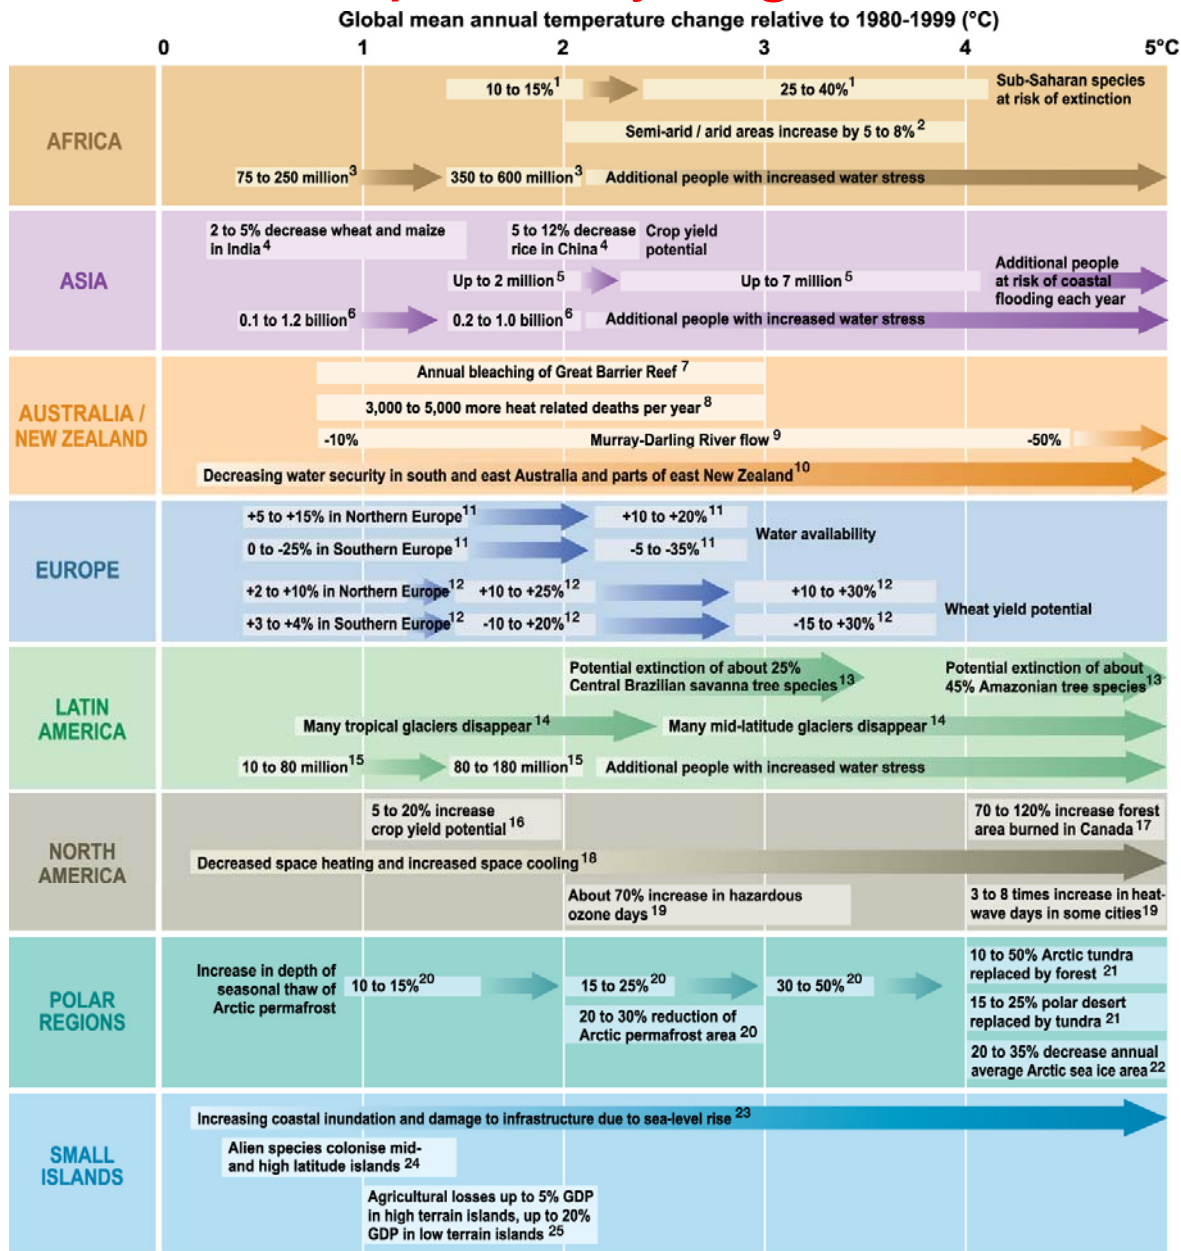 Global mean annual temperature change relative to 1980-1999 (°C)
0 1 2 3 4 5°C
AFRICA
10 to 15%1
25 to 40%1
Sub-Saharan species
at risk of extinction
Semi-arid / arid areas increase by 5 to 8%2
75 to 250 million3
350 to 600 million3
Additional people with increased water stress
ASIA
2 to 5% decrease wheat and maize
in India4
5 to 12% decrease
rice in China4
Crop yield
potential
Up to 2 million5
Up to 7 million5
Additional people
at risk of coastal
flooding each year
0.1 to 1.2 billion6
0.2 to 1.0 billion6
Additional people with increased water stress
AUSTRALIA /
NEW ZEALAND
Annual bleaching of Great Barrier Reef7
3,000 to 5,000 more heat related deaths per year8
-10%
Murray-Darling River flow9
-50%
Decreasing water security in south and east Australia and parts of east New Zealand10
EUROPE
+5 to +15% in Northern Europe11
+10 to +20%11
0 to -25% in Southern Europe11
-5 to -35%11
Water availability
+2 to +10% in Northern Europe12
+10 to +25%12
+10 to +30%12
+3 to +4% in Southern Europe12
-10 to +20%12
-15 to +30%12
Wheat yield potential
LATIN
AMERICA
Potential extinction of about 25%
Central Brazilian savanna tree species13
Potential extinction of about
45% Amazonian tree species13
Many tropical glaciers disappear14
Many mid-latitude glaciers disappear14
10 to 80 million15
80 to 180 million15
Additional people with increased water stress
NORTH
AMERICA
5 to 20% increase
crop yield potential16
70 to 120% increase forest
area burned in Canada17
Decreased space heating and increased space cooling18
About 70% increase in hazardous
ozone days19
3 to 8 times increase in heat-
wave days in some cities19
POLAR
REGIONS
Increase in depth of
seasonal thaw of
Arctic permafrost
10 to 15%20
15 to 25%20
30 to 50%20
20 to 30% reduction of
Arctic permafrost area20
10 to 50% Arctic tundra
replaced by forest21
15 to 25% polar desert
replaced by tundra21
20 to 35% decrease annual
average Arctic sea ice area22
SMALL
ISLANDS
Increasing coastal inundation and damage to infrastructure due to sea-level rise23
Alien species colonise mid-
and high latitude islands24
Agricultural losses up to 5% GDP
in high terrain islands, up to 20%
GDP in low terrain islands25